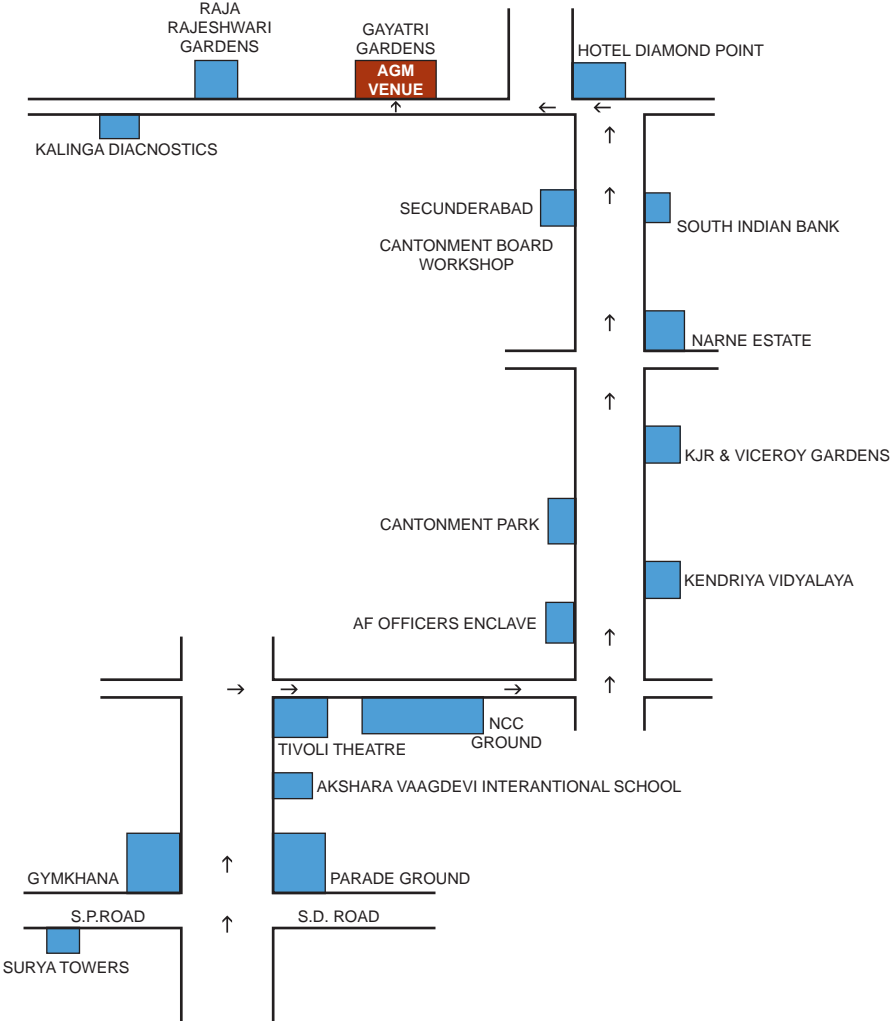 RAJA
RAJESHWARI
GARDENS
GAYATRI
GARDENS
AGM
VENUE
HOTEL DIAMOND POINT
KALINGA DIACNOSTICS
SECUNDERABAD
CANTONMENT BOARD
WORKSHOP
SOUTH INDIAN BANK
NARNE ESTATE
KJR & VICEROY GARDENS
CANTONMENT PARK
KENDRIYA VIDYALAYA
AF OFFICERS ENCLAVE
NCC
GROUND
TIVOLI THEATRE
AKSHARA VAAGDEVI INTERANTIONAL SCHOOL
GYMKHANA
PARADE GROUND
S.P.ROAD
S.D. ROAD
SURYA TOWERS